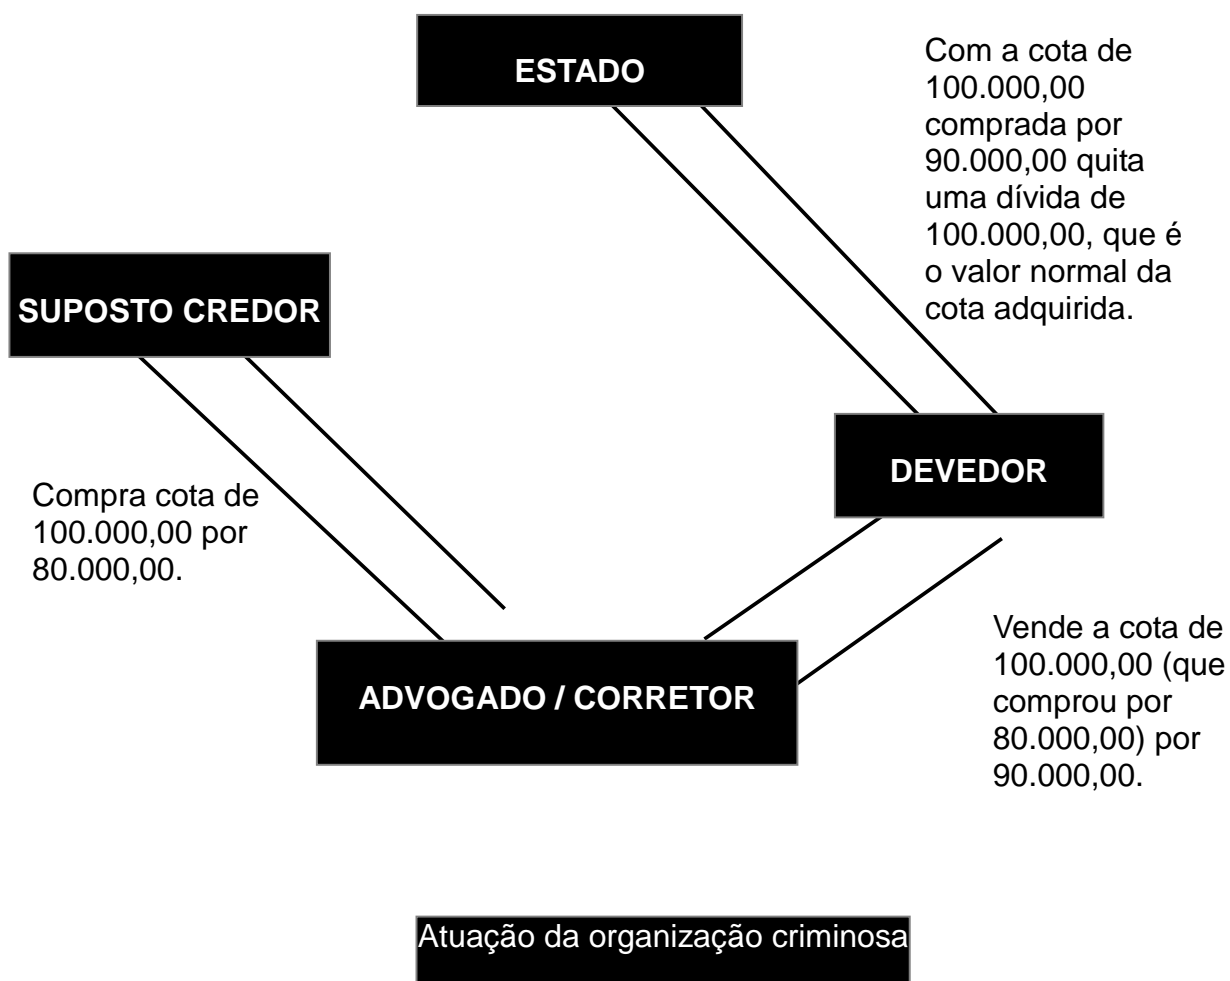 ESTADO
Com a cota de
100.000,00
comprada por
90.000,00 quita
uma dívida de
100.000,00, que é
o valor normal da
cota adquirida.
SUPOSTO CREDOR
DEVEDOR
Compra cota de
100.000,00 por
80.000,00.
ADVOGADO / CORRETOR
Vende a cota de
100.000,00 (que
comprou por
80.000,00) por
90.000,00.
Atuação da organização criminosa